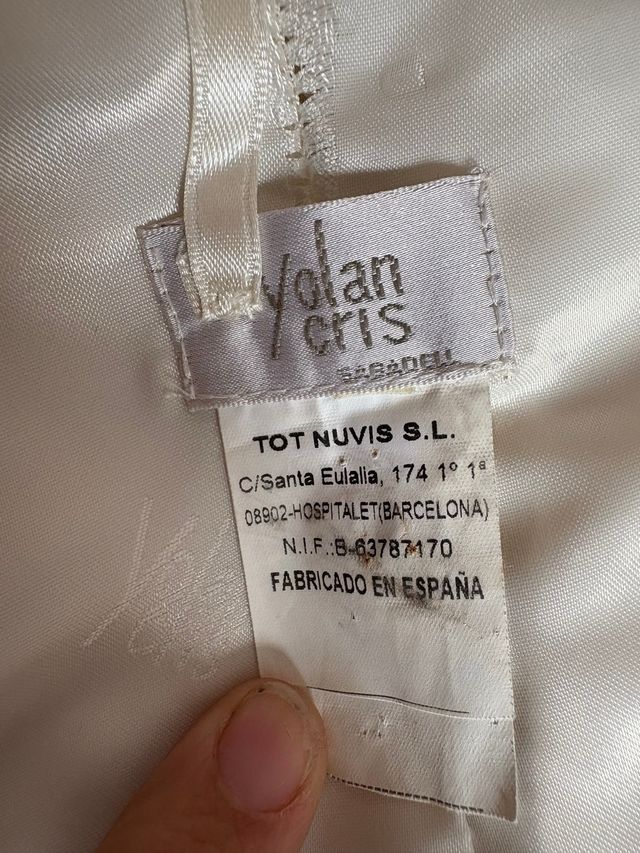 yolan
cris
SABADELL
TOT NUVIS S.L.
C/Santa Eulalia, 174 1º 1ª
08902-HOSPITALET(BARCELONA)
N.I.F.:B-63787170
FABRICADO EN ESPAÑA